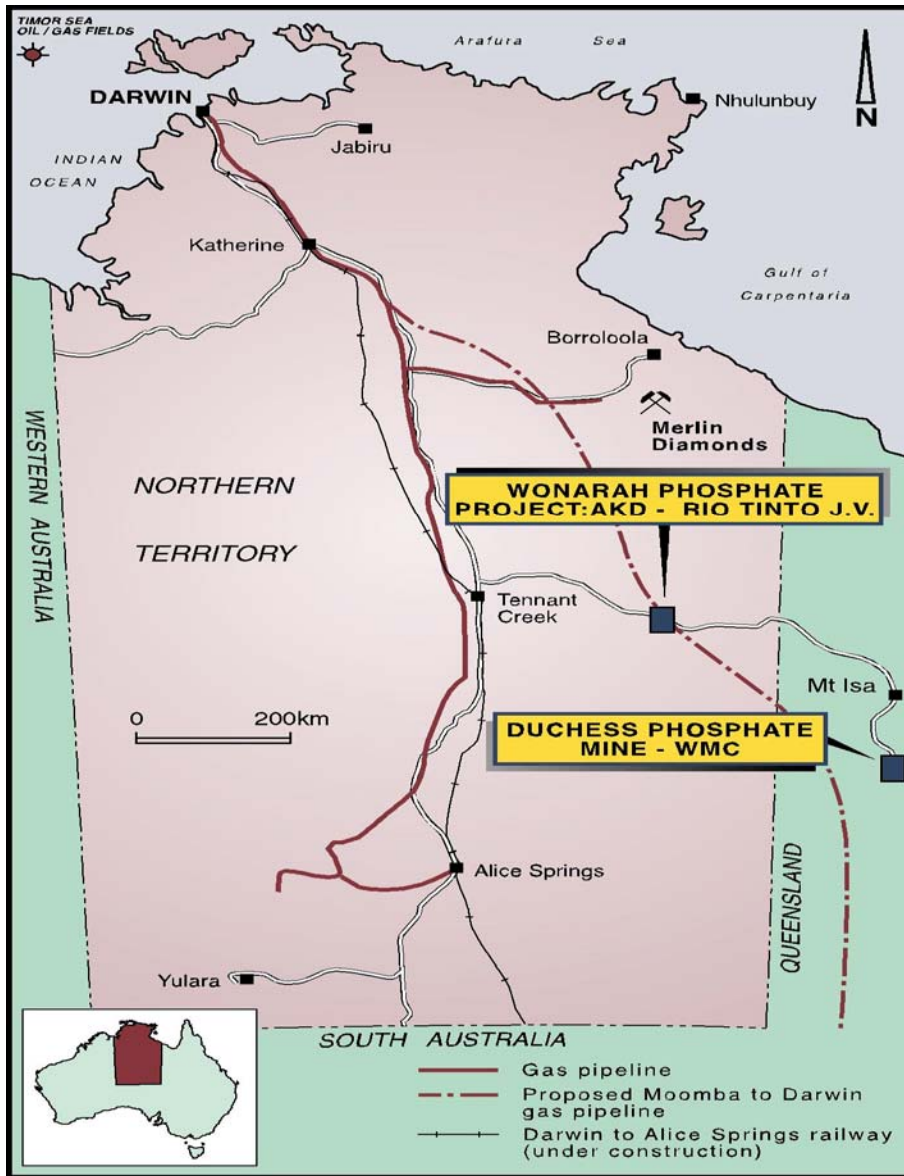 TIMOR SEA
OIL / GAS FIELDS
Arafura Sea
DARWIN
Nhulunbuy
N
Jabiru
INDIAN
OCEAN
Katherine
Gulf of
Carpentaria
Borroloola
Merlin
Diamonds
WESTERN AUSTRALIA
NORTHERN
TERRITORY
WONARAH PHOSPHATE
PROJECT:AKD - RIO TINTO J.V.
Tennant
Creek
Mt Isa
0 200km
DUCHESS PHOSPHATE
MINE - WMC
Alice Springs
QUEENSLAND
Yulara
SOUTH AUSTRALIA
Gas pipeline
Proposed Moomba to Darwin
gas pipeline
Darwin to Alice Springs railway
(under construction)